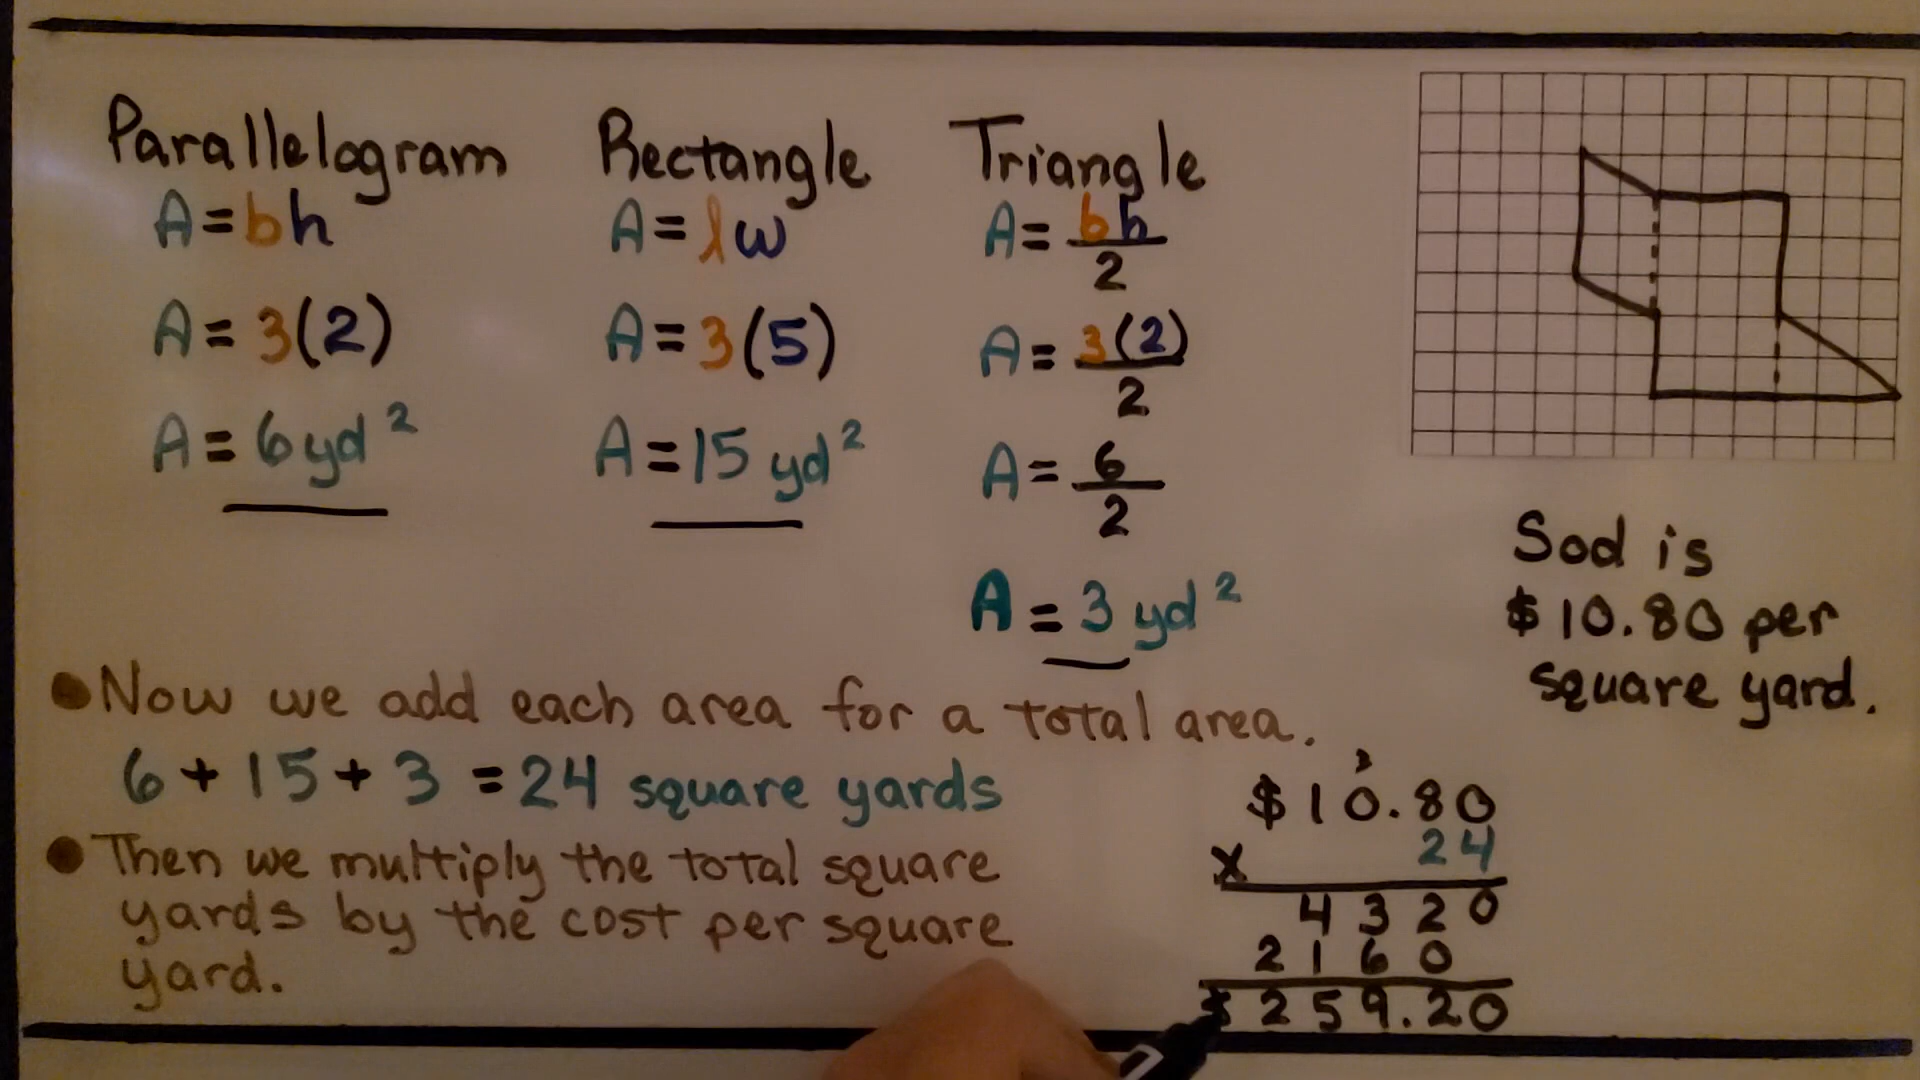 Parallelogram
A = bh
A = 3(2)
A = 6 yd²
Rectangle
A = lw
A = 3(5)
A = 15 yd²
Triangle
A = bh
2
A = 3(2)
2
A = 6
2
A = 3 yd²
Sod is
$10.80 per
square yard.
• Now we add each area for a total area.
6 + 15 + 3 = 24 square yards
• Then we multiply the total square
yards by the cost per square
yard.
3
$10.80
x 24
4320
2160
$259.20